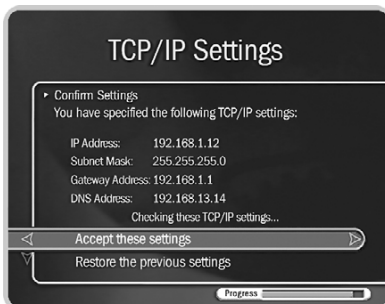 TCP/IP Settings
Confirm Settings
You have specified the following TCP/IP settings:
IP Address: 192.168.1.12
Subnet Mask: 255.255.255.0
Gateway Address: 192.168.1.1
DNS Address: 192.168.13.14
Checking these TCP/IP settings...
Accept these settings
Restore the previous settings
Progress